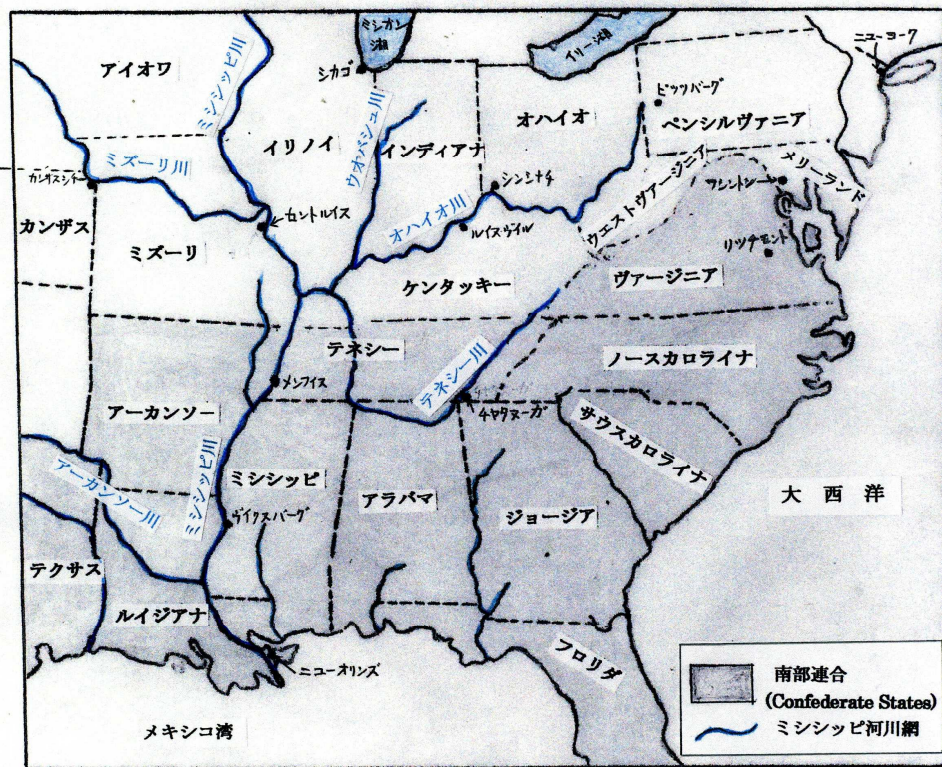 ミシガン
湖
イリー湖
ニューヨーク
アイオワ
ミシシッピ川
シカゴ
ピッツバーグ
オハイオ
ペンシルヴァニア
イリノイ
ウオバシュ川
インディアナ
ミズーリ川
カンザスシチー
シンシナチ
ウエストヴァージニア
ワシントン
メリーランド
カンザス
セントルイス
オハイオ川
ルイスヴィル
リッチモンド
ミズーリ
ケンタッキー
ヴァージニア
テネシー
テネシー川
ノースカロライナ
メンフィス
チャタヌーガ
アーカンソー
サウスカロライナ
アーカンソー川
ミシシッピ川
ミシシッピ
アラバマ
ジョージア
大西洋
ヴィクスバーグ
テクサス
ルイジアナ
フロリダ
ニューオリンズ
メキシコ湾
南部連合
(Confederate States)
ミシシッピ河川網